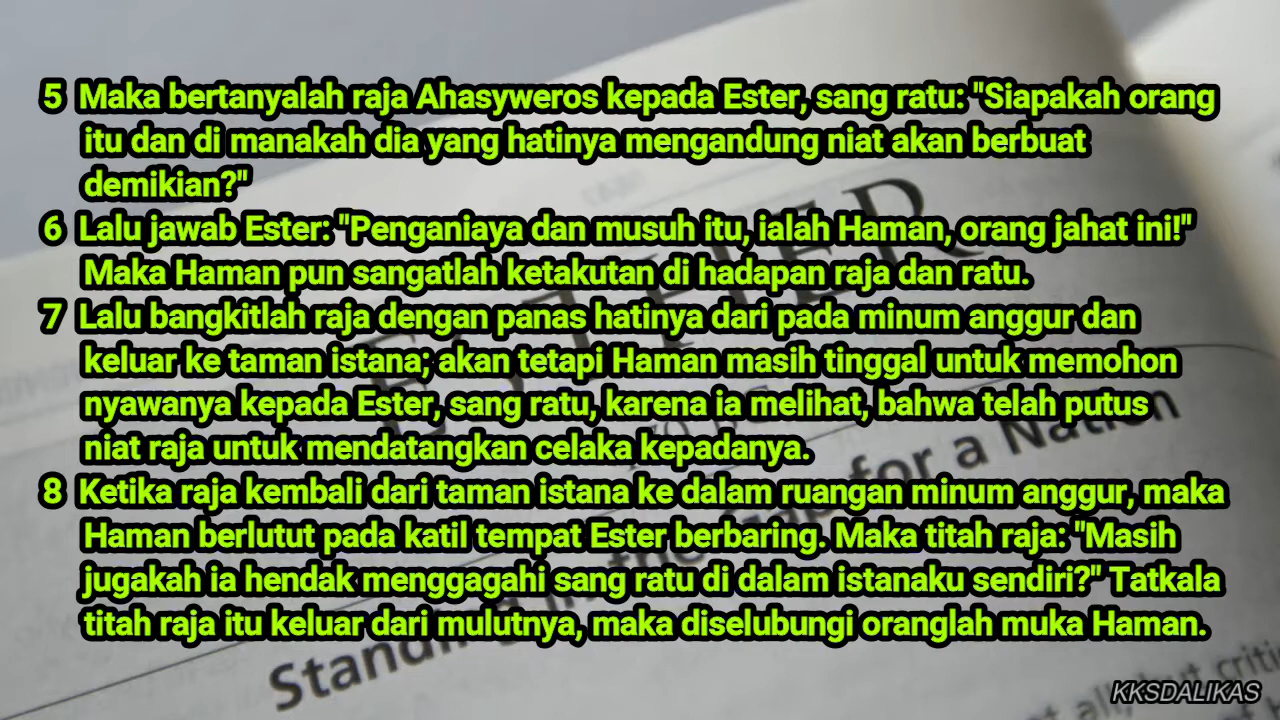 5 Maka bertanyalah raja Ahasyweros kepada Ester, sang ratu: "Siapakah orang
itu dan di manakah dia yang hatinya mengandung niat akan berbuat
demikian?"
6 Lalu jawab Ester: "Penganiaya dan musuh itu, ialah Haman, orang jahat ini!"
Maka Haman pun sangatlah ketakutan di hadapan raja dan ratu.
7 Lalu bangkitlah raja dengan panas hatinya dari pada minum anggur dan
keluar ke taman istana; akan tetapi Haman masih tinggal untuk memohon
nyawanya kepada Ester, sang ratu, karena ia melihat, bahwa telah putus
niat raja untuk mendatangkan celaka kepadanya.
8 Ketika raja kembali dari taman istana ke dalam ruangan minum anggur, maka
Haman berlutut pada katil tempat Ester berbaring. Maka titah raja: "Masih
jugakah ia hendak menggagahi sang ratu di dalam istanaku sendiri?" Tatkala
titah raja itu keluar dari mulutnya, maka diselubungi oranglah muka Haman.
ESTHER
for a Nation
Standing in the
KKSDALIKAS